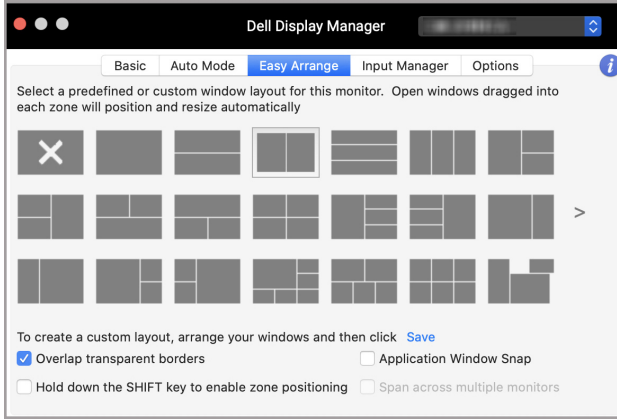 Dell Display Manager
Basic Auto Mode Easy Arrange Input Manager Options
Select a predefined or custom window layout for this monitor. Open windows dragged into
each zone will position and resize automatically
>
To create a custom layout, arrange your windows and then click Save
Overlap transparent borders Application Window Snap
Hold down the SHIFT key to enable zone positioning Span across multiple monitors